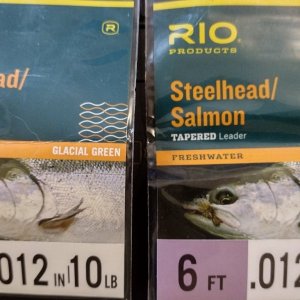 ad/
R
GLACIAL GREEN
.012 IN 10 LB
RIO
PRODUCTS
Steelhead/
Salmon
TAPERED Leader
FRESHWATER
6 FT .012